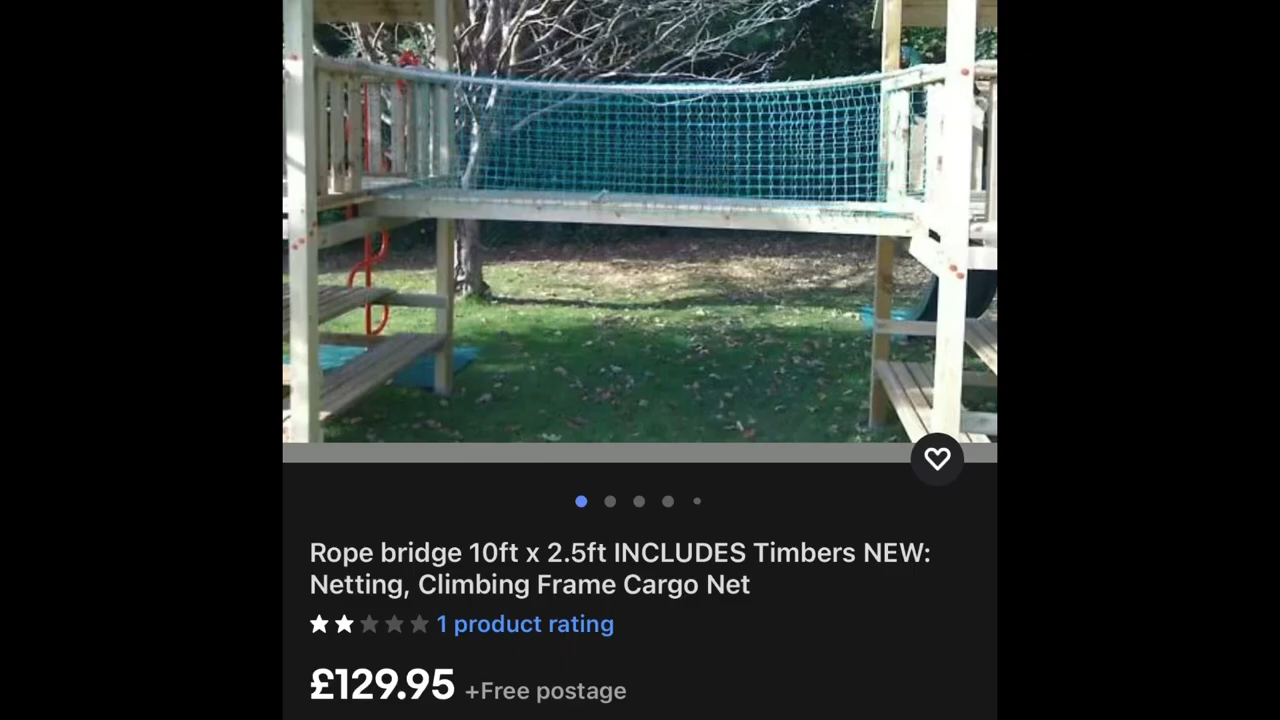 Rope bridge 10ft x 2.5ft INCLUDES Timbers NEW:
Netting, Climbing Frame Cargo Net
1 product rating
£129.95 +Free postage